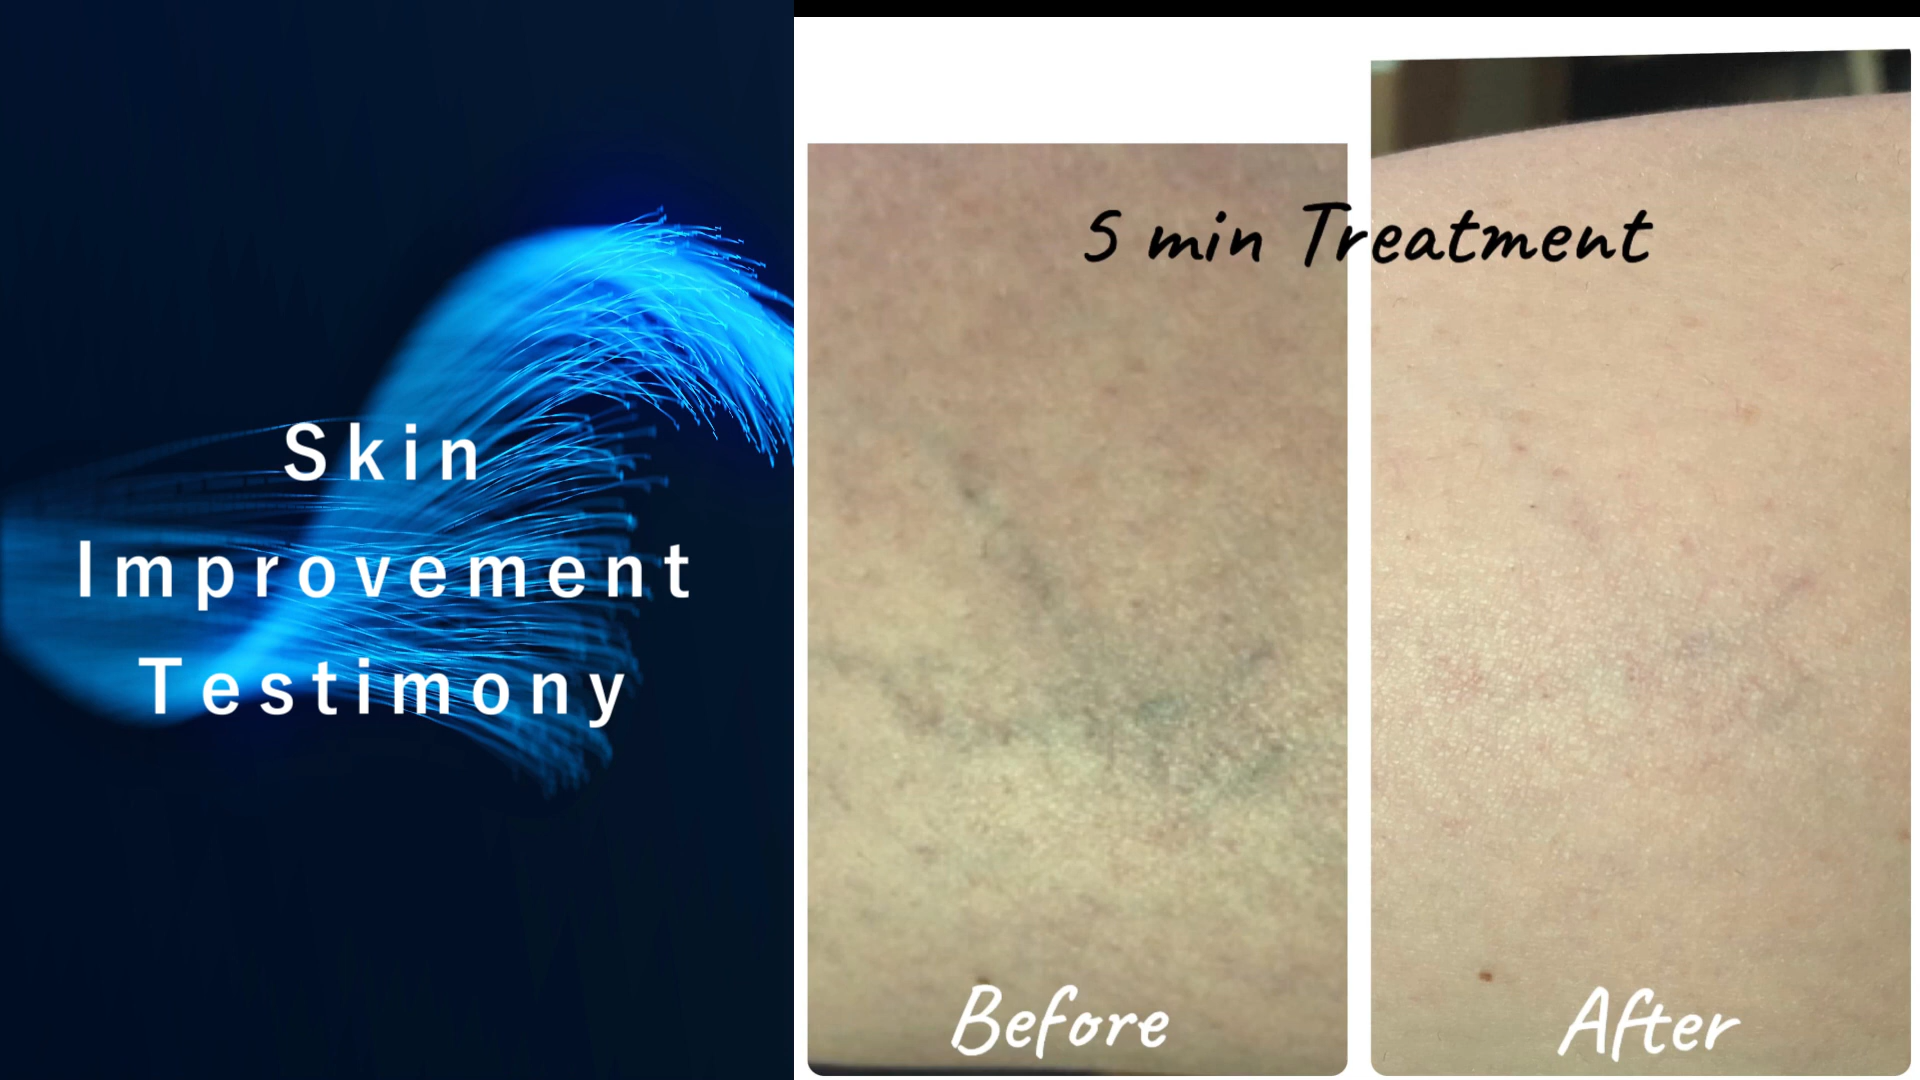 Skin
Improvement
Testimony
5 min Treatment
Before
After